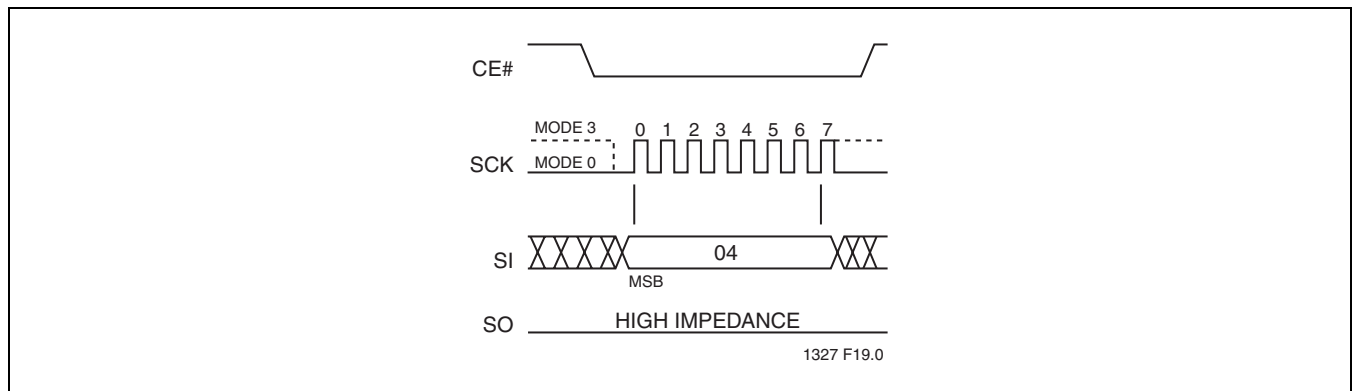 CE#
MODE 3
0 1 2 3 4 5 6 7
SCK
MODE 0
SI
04
MSB
SO
HIGH IMPEDANCE
1327 F19.0